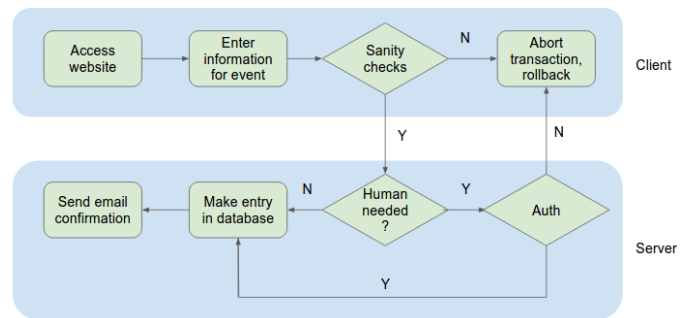 Access
website
Enter
information
for event
Sanity
checks
N
Abort
transaction,
rollback
Client
Y
N
Send email
confirmation
N
Make entry
in database
Human
needed
?
Y
Auth
Server
Y